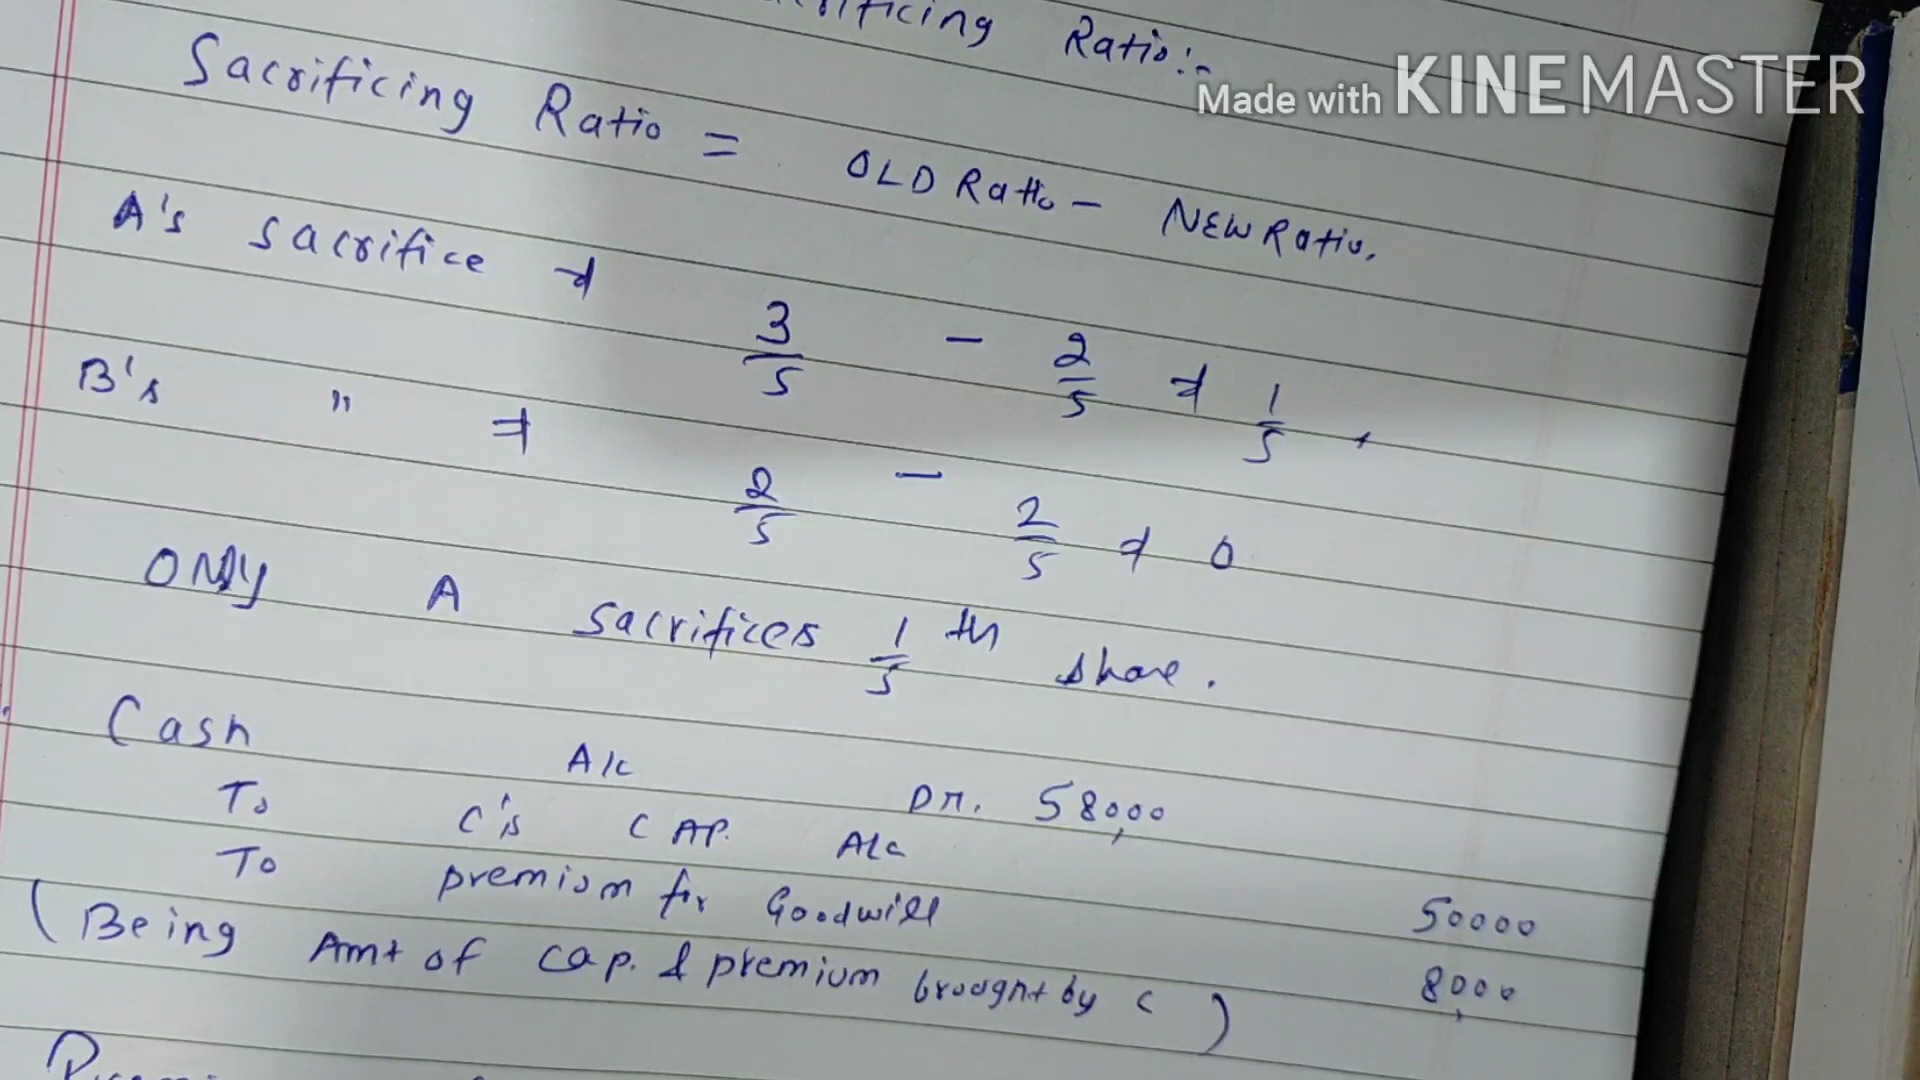 Ratio:-
Made with KINEMASTER
Sacrificing Ratio = OLD Ratio - NEW Ratio.
A's sacrifice ⇒ 3/5 - 2/5 ⇒ 1/5,
B's " ⇒ 2/5 - 2/5 ⇒ 0
ONLY A sacrifices 1/5 th share.
Cash A/c Dr. 58,000
To C's CAP. A/c 50000
To premium for Goodwill 8,000
(Being Amt of cap. & premium brought by C)